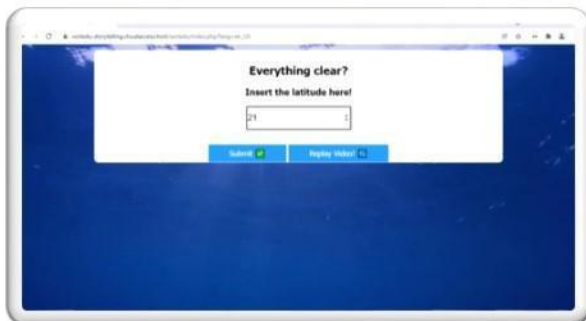 Everything clear?
Insert the latitude here!
21
Submit
Replay Video!